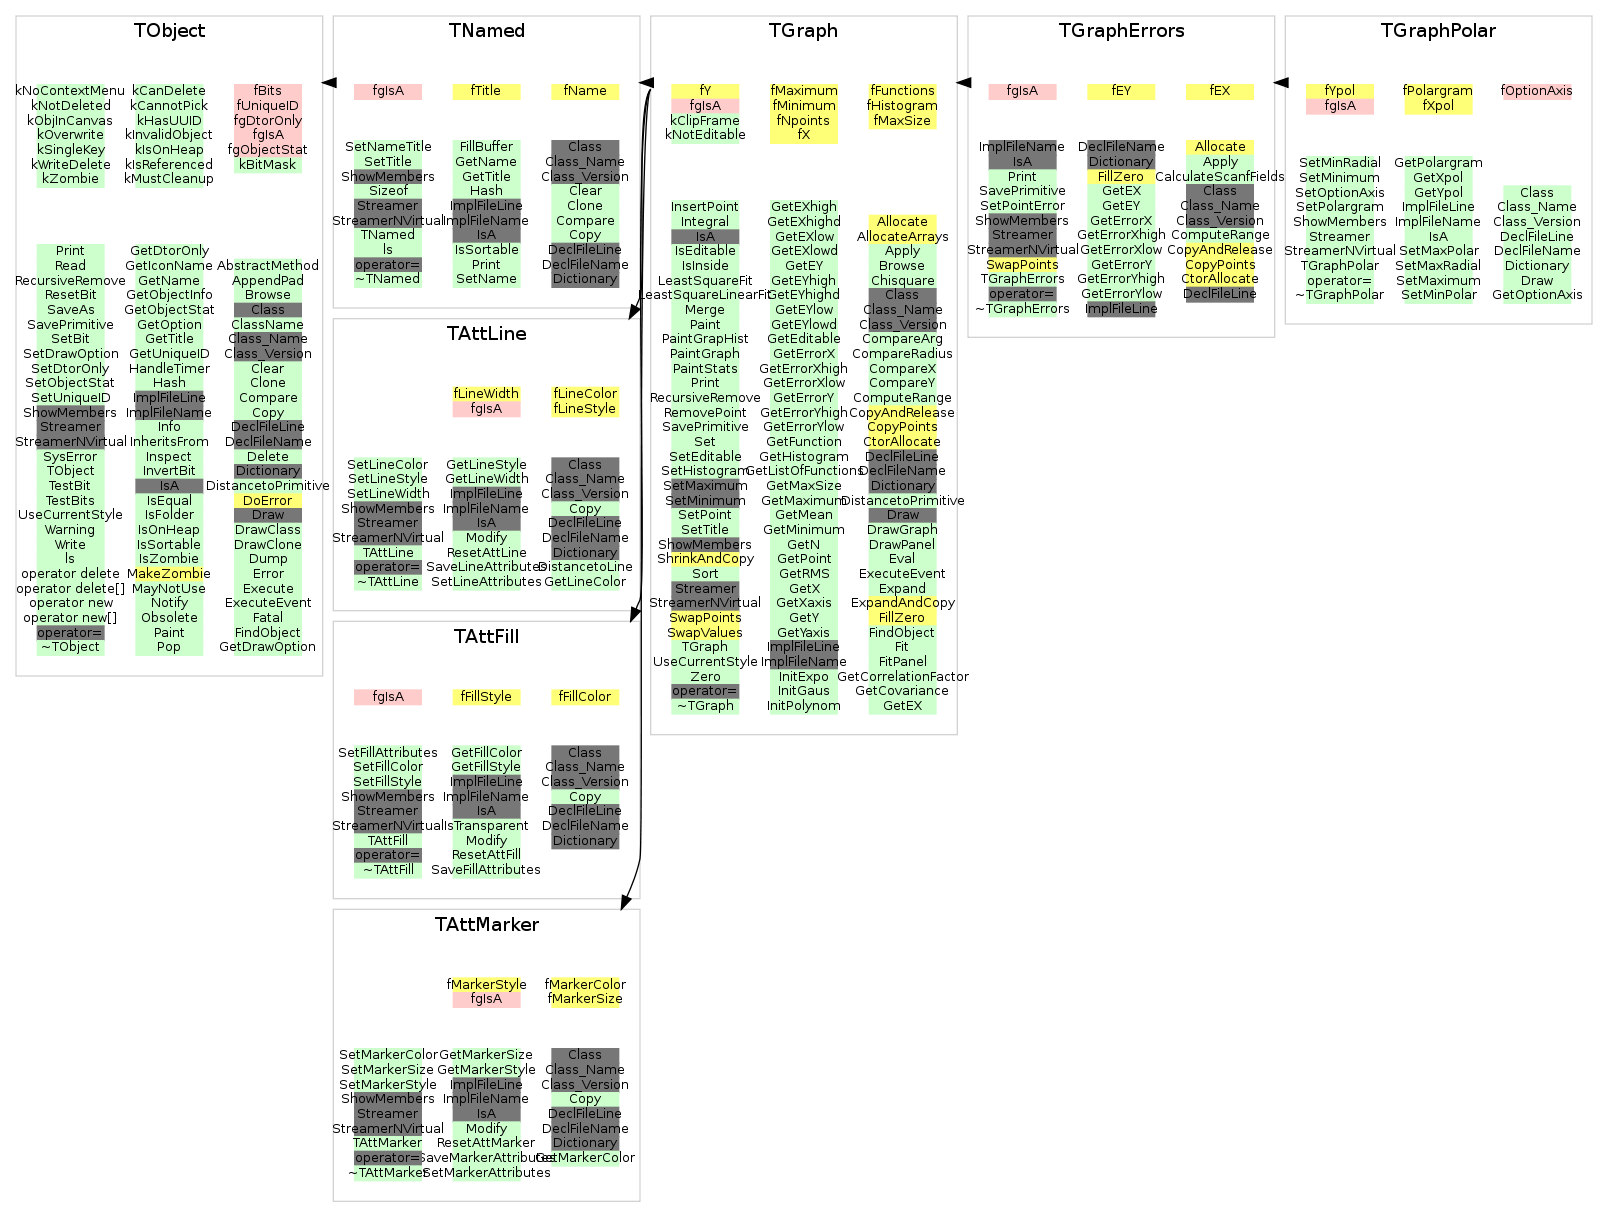 TObject
kNoContextMenu kCanDelete fBits
kNotDeleted kCannotPick fUniqueID
kObjInCanvas kHasUUID fgDtorOnly
kOverwrite kInvalidObject fgIsA
kSingleKey kIsOnHeap fgObjectStat
kWriteDelete kIsReferenced kBitMask
kZombie kMustCleanup
Print GetDtorOnly
Read GetIconName AbstractMethod
RecursiveRemove GetName AppendPad
ResetBit GetObjectInfo Browse
SaveAs GetObjectStat Class
SavePrimitive GetOption ClassName
SetBit GetTitle Class_Name
SetDrawOption GetUniqueID Class_Version
SetDtorOnly HandleTimer Clear
SetObjectStat Hash Clone
SetUniqueID ImplFileLine Compare
ShowMembers ImplFileName Copy
Streamer Info DeclFileLine
StreamerNVirtual InheritsFrom DeclFileName
SysError Inspect Delete
TObject InvertBit Dictionary
TestBit IsA DistancetoPrimitive
TestBits IsEqual DoError
UseCurrentStyle IsFolder Draw
Warning IsOnHeap DrawClass
Write IsSortable DrawClone
ls IsZombie Dump
operator delete MakeZombie Error
operator delete[] MayNotUse Execute
operator new Notify ExecuteEvent
operator new[] Obsolete Fatal
operator= Paint FindObject
~TObject Pop GetDrawOption
TNamed
fgIsA fTitle fName
SetNameTitle FillBuffer Class
SetTitle GetName Class_Name
ShowMembers GetTitle Class_Version
Sizeof Hash Clear
Streamer ImplFileLine Clone
StreamerNVirtual ImplFileName Compare
TNamed IsA Copy
ls IsSortable DeclFileLine
operator= Print DeclFileName
~TNamed SetName Dictionary
TAttLine
fLineWidth fLineColor
fgIsA fLineStyle
SetLineColor GetLineStyle Class
SetLineStyle GetLineWidth Class_Name
SetLineWidth ImplFileLine Class_Version
ShowMembers ImplFileName Copy
Streamer IsA DeclFileLine
StreamerNVirtual Modify DeclFileName
TAttLine ResetAttLine Dictionary
operator= SaveLineAttributes DistancetoLine
~TAttLine SetLineAttributes GetLineColor
TAttFill
fgIsA fFillStyle fFillColor
SetFillAttributes GetFillColor Class
SetFillColor GetFillStyle Class_Name
SetFillStyle ImplFileLine Class_Version
ShowMembers ImplFileName Copy
Streamer IsA DeclFileLine
StreamerNVirtual IsTransparent DeclFileName
TAttFill Modify Dictionary
operator= ResetAttFill
~TAttFill SaveFillAttributes
TAttMarker
fMarkerStyle fMarkerColor
fgIsA fMarkerSize
SetMarkerColor GetMarkerSize Class
SetMarkerSize GetMarkerStyle Class_Name
SetMarkerStyle ImplFileLine Class_Version
ShowMembers ImplFileName Copy
Streamer IsA DeclFileLine
StreamerNVirtual Modify DeclFileName
TAttMarker ResetAttMarker Dictionary
operator= SaveMarkerAttributes GetMarkerColor
~TAttMarker SetMarkerAttributes
TGraph
fY fMaximum fFunctions
fgIsA fMinimum fHistogram
kClipFrame fNpoints fMaxSize
kNotEditable fX
InsertPoint GetEXhigh
Integral GetEXhighd Allocate
IsA GetEXlow AllocateArrays
IsEditable GetEXlowd Apply
IsInside GetEY Browse
LeastSquareFit GetEYhigh Chisquare
LeastSquareLinearFit GetEYhighd Class
Merge GetEYlow Class_Name
Paint GetEYlowd Class_Version
PaintGraphHist GetEditable CompareArg
PaintGraph GetErrorX CompareRadius
PaintStats GetErrorXhigh CompareX
Print GetErrorXlow CompareY
RecursiveRemove GetErrorY ComputeRange
RemovePoint GetErrorYhigh CopyAndRelease
SavePrimitive GetErrorYlow CopyPoints
Set GetFunction CtorAllocate
SetEditable GetHistogram DeclFileLine
SetHistogram GetListOfFunctions DeclFileName
SetMaximum GetMaxSize Dictionary
SetMinimum GetMaximum DistancetoPrimitive
SetPoint GetMean Draw
SetTitle GetMinimum DrawGraph
ShowMembers GetN DrawPanel
ShrinkAndCopy GetPoint Eval
Sort GetRMS ExecuteEvent
Streamer GetX Expand
StreamerNVirtual GetXaxis ExpandAndCopy
SwapPoints GetY FillZero
SwapValues GetYaxis FindObject
TGraph ImplFileLine Fit
UseCurrentStyle ImplFileName FitPanel
Zero InitExpo GetCorrelationFactor
operator= InitGaus GetCovariance
~TGraph InitPolynom GetEX
TGraphErrors
fgIsA fEY fEX
ImplFileName DeclFileName Allocate
IsA Dictionary Apply
Print FillZero CalculateScanfFields
SavePrimitive GetEX Class
SetPointError GetEY Class_Name
ShowMembers GetErrorX Class_Version
Streamer GetErrorXhigh ComputeRange
StreamerNVirtual GetErrorXlow CopyAndRelease
SwapPoints GetErrorY CopyPoints
TGraphErrors GetErrorYhigh CtorAllocate
operator= GetErrorYlow DeclFileLine
~TGraphErrors ImplFileLine
TGraphPolar
fYpol fPolargram fOptionAxis
fgIsA fXpol
SetMinRadial GetPolargram
SetMinimum GetXpol
SetOptionAxis GetYpol Class
SetPolargram ImplFileLine Class_Name
ShowMembers ImplFileName Class_Version
Streamer IsA DeclFileLine
StreamerNVirtual SetMaxPolar DeclFileName
TGraphPolar SetMaxRadial Dictionary
operator= SetMaximum Draw
~TGraphPolar SetMinPolar GetOptionAxis